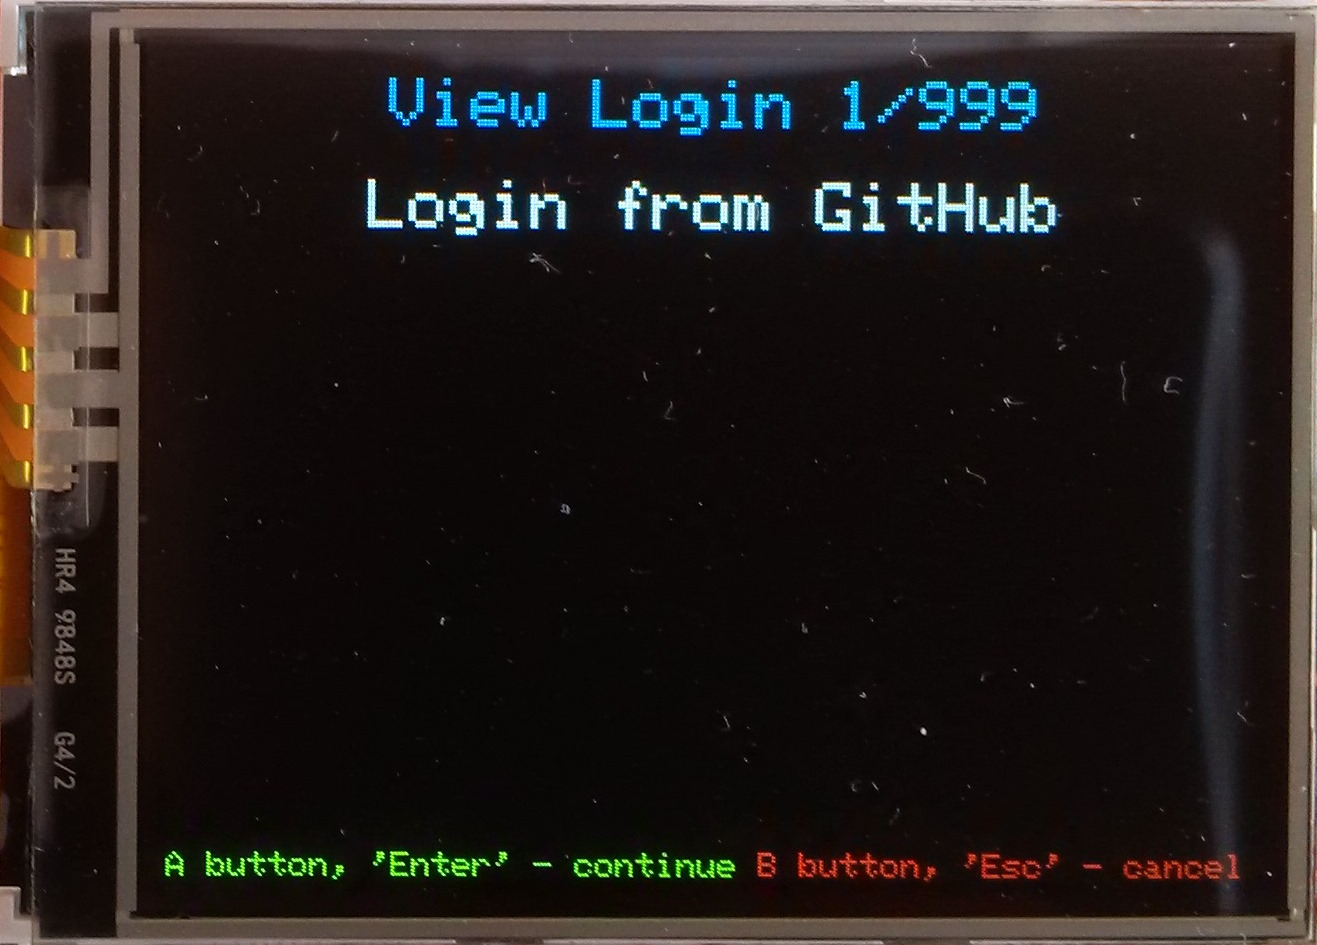 View Login 1/999
Login from GitHub
A button, 'Enter' - continue B button, 'Esc' - cancel
HR4 9848S G4/2